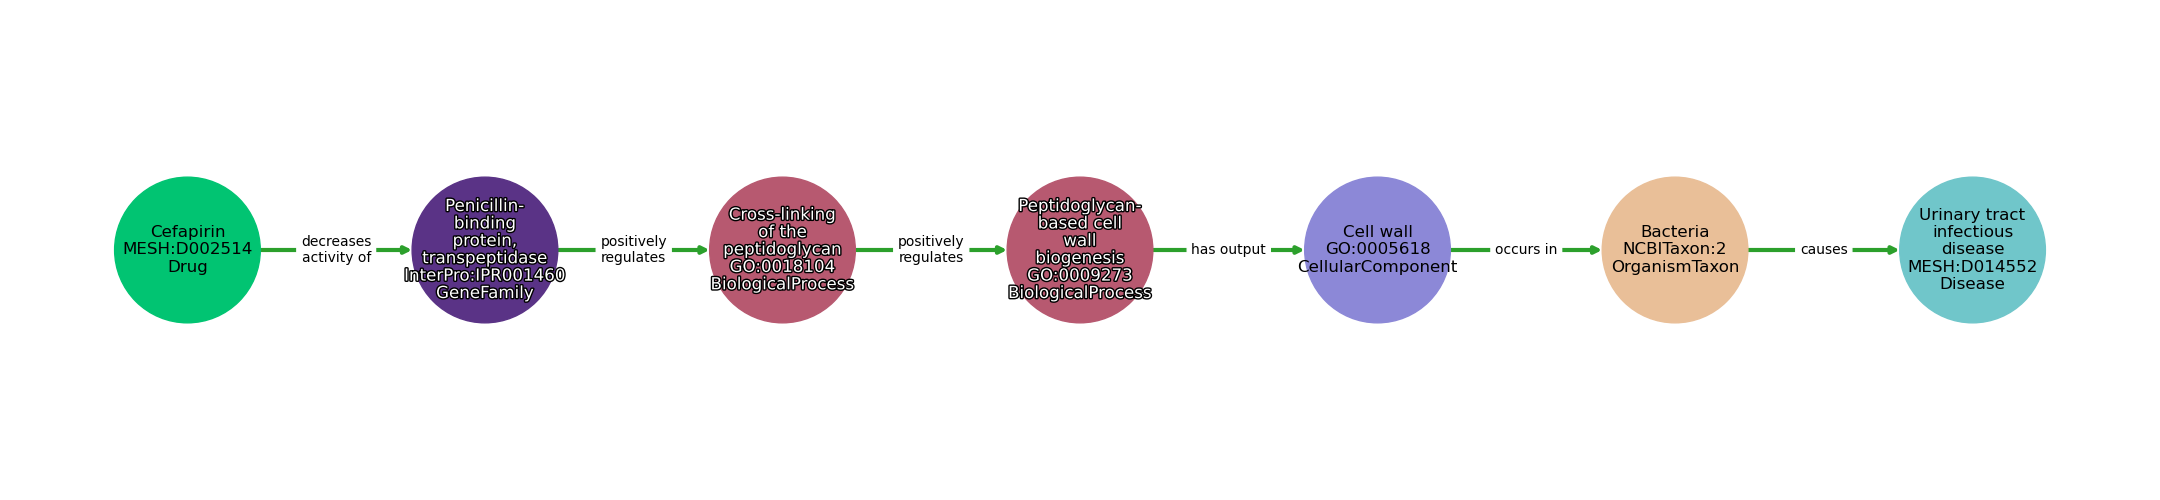 Cefapirin
MESH:D002514
Drug
decreases
activity of
Penicillin-
binding
protein,
transpeptidase
InterPro:IPR001460
GeneFamily
positively
regulates
Cross-linking
of the
peptidoglycan
GO:0018104
BiologicalProcess
positively
regulates
Peptidoglycan-
based cell
wall
biogenesis
GO:0009273
BiologicalProcess
has output
Cell wall
GO:0005618
CellularComponent
occurs in
Bacteria
NCBITaxon:2
OrganismTaxon
causes
Urinary tract
infectious
disease
MESH:D014552
Disease